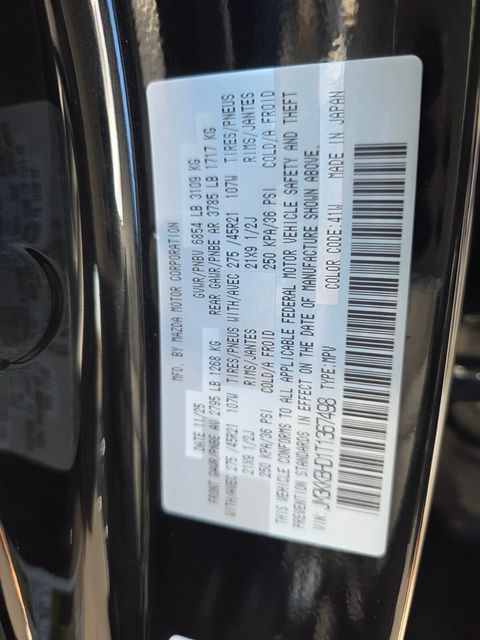 MFD. BY MAZDA MOTOR CORPORATION
DATE 11/25 GVWR/PNBV 6854 LB 3109 KG
FRONT GAWR/PNBE AV 2795 LB 1268 KG REAR GAWR/PNBE AR 3785 LB 1717 KG
WITH/AVEC 275 /45R21 107W TIRES/PNEUS WITH/AVEC 275 /45R21 107W TIRES/PNEUS
21X9 1/2J RIMS/JANTES 21X9 1/2J RIMS/JANTES
250 KPA/36 PSI COLD/A FROID 250 KPA/36 PSI COLD/A FROID
THIS VEHICLE CONFORMS TO ALL APPLICABLE FEDERAL MOTOR VEHICLE SAFETY AND THEFT
PREVENTION STANDARDS IN EFFECT ON THE DATE OF MANUFACTURE SHOWN ABOVE.
VIN: JM3KKBHD1T1367498 TYPE: MPV COLOR CODE: 41W MADE IN JAPAN